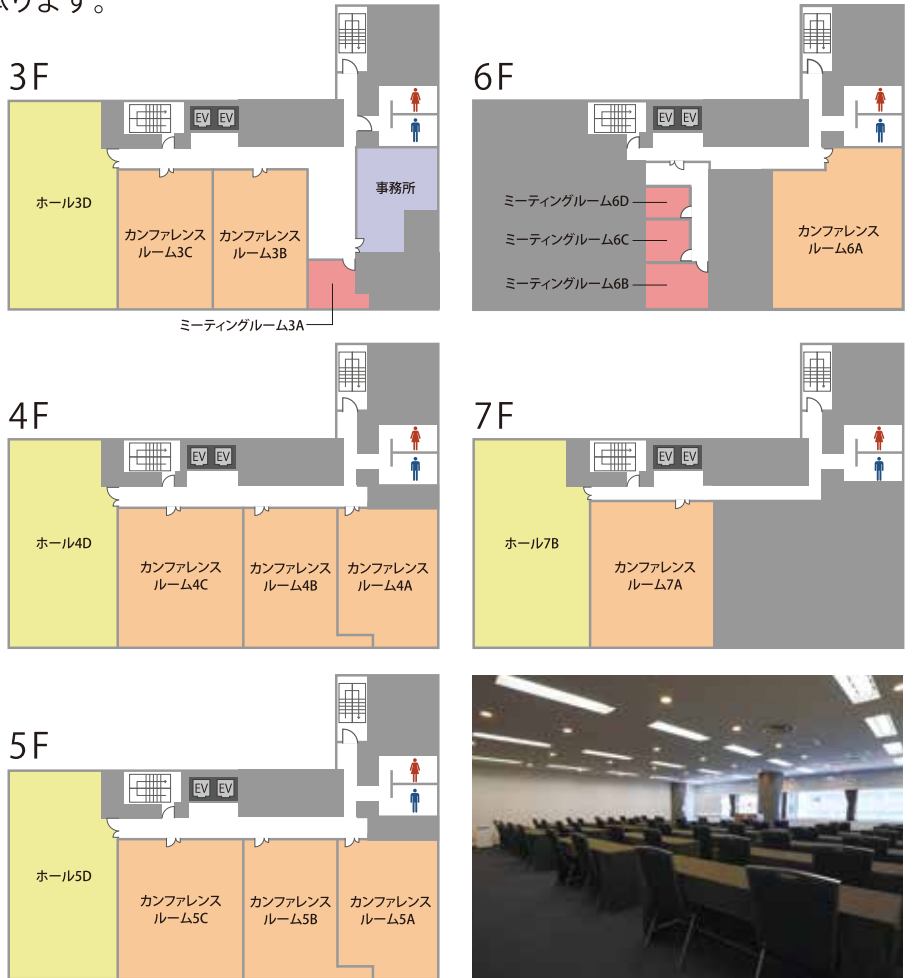 ります。
3F
EV EV
ホール3D
カンファレンス
ルーム3C
カンファレンス
ルーム3B
事務所
ミーティングルーム3A
6F
EV EV
ミーティングルーム6D
ミーティングルーム6C
ミーティングルーム6B
カンファレンス
ルーム6A
4F
EV EV
ホール4D
カンファレンス
ルーム4C
カンファレンス
ルーム4B
カンファレンス
ルーム4A
7F
EV EV
ホール7B
カンファレンス
ルーム7A
5F
EV EV
ホール5D
カンファレンス
ルーム5C
カンファレンス
ルーム5B
カンファレンス
ルーム5A